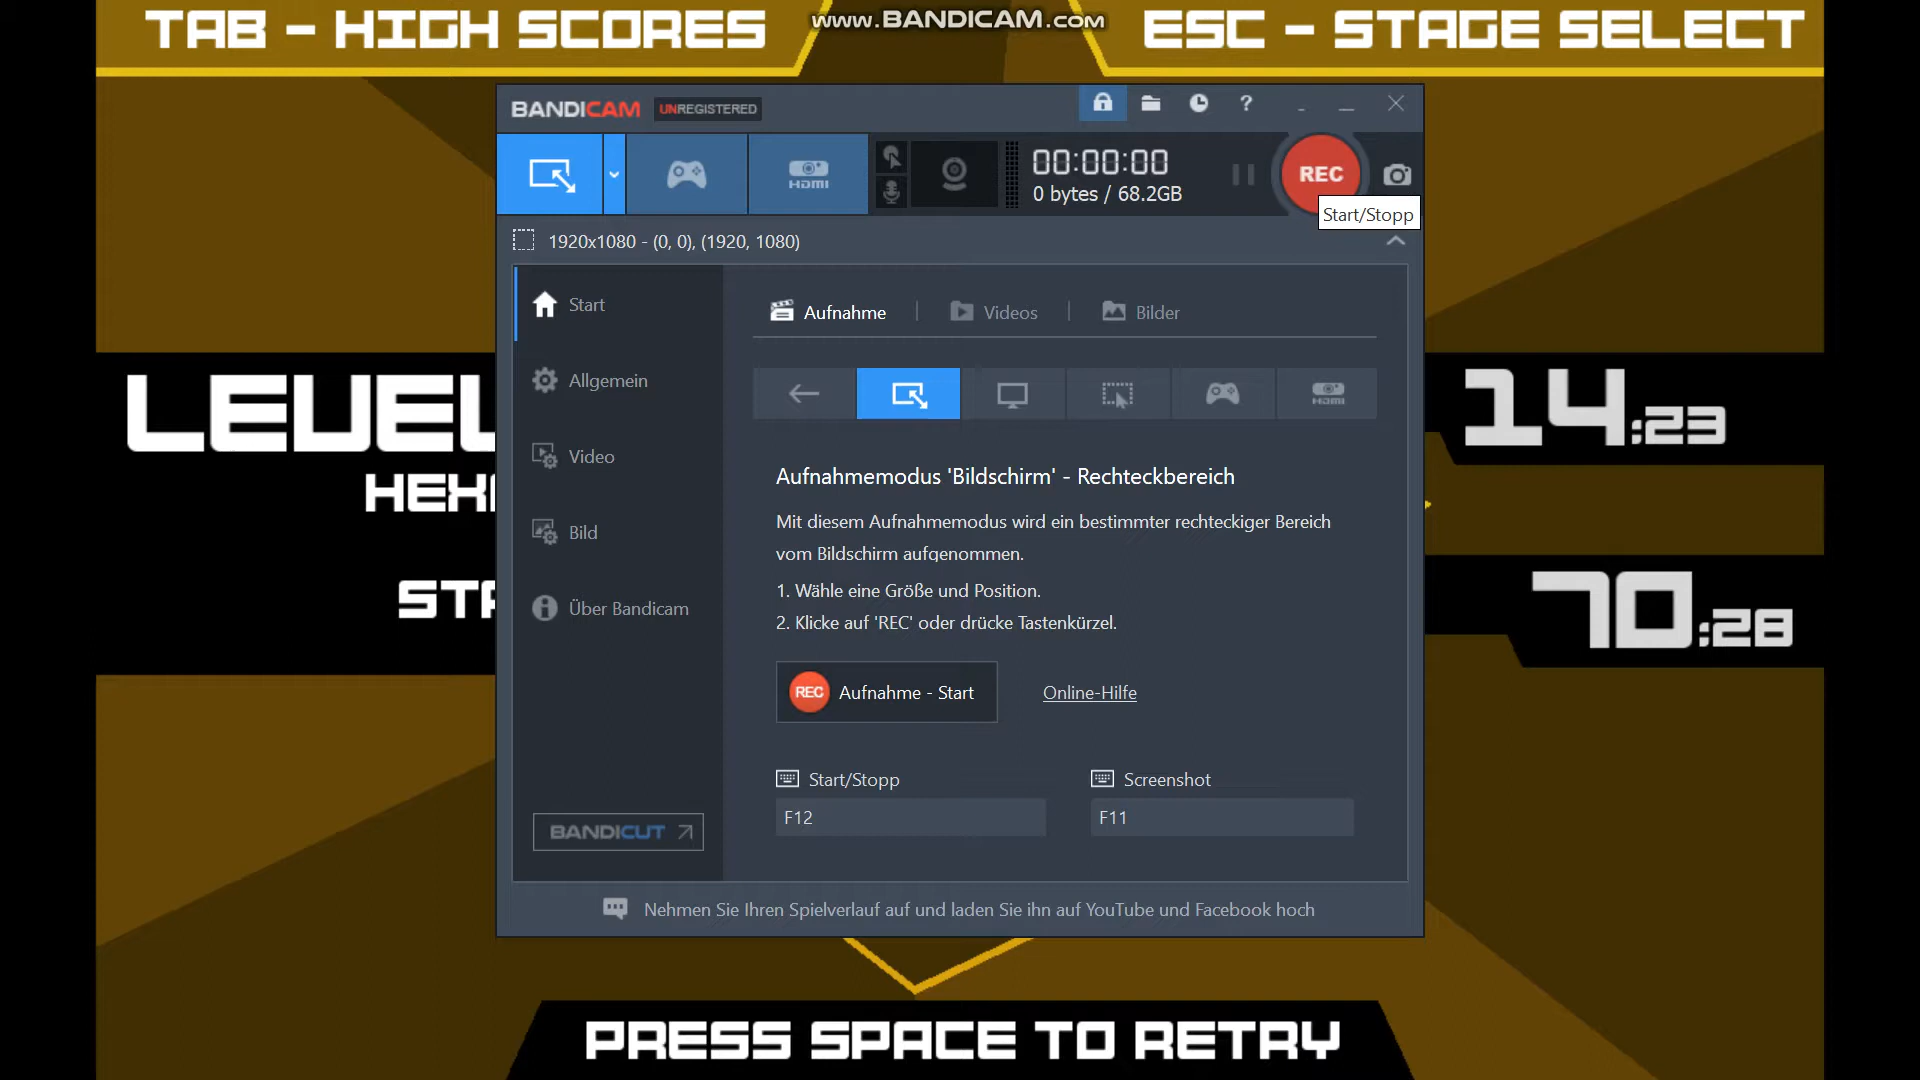 TAB - HIGH SCORES
www.BANDICAM.com
ESC - STAGE SELECT
BANDICAM UNREGISTERED
?
HDMI
00:00:00
0 bytes / 68.2GB
REC
Start/Stopp
1920x1080 - (0, 0), (1920, 1080)
Start
Allgemein
Video
Bild
Über Bandicam
BANDICUT
Aufnahme
Videos
Bilder
HDMI
Aufnahmemodus 'Bildschirm' - Rechteckbereich
Mit diesem Aufnahmemodus wird ein bestimmter rechteckiger Bereich
vom Bildschirm aufgenommen.
1. Wähle eine Größe und Position.
2. Klicke auf 'REC' oder drücke Tastenkürzel.
REC Aufnahme - Start
Online-Hilfe
Start/Stopp
F12
Screenshot
F11
Nehmen Sie Ihren Spielverlauf auf und laden Sie ihn auf YouTube und Facebook hoch
LEVEL
14:23
70:28
PRESS SPACE TO RETRY